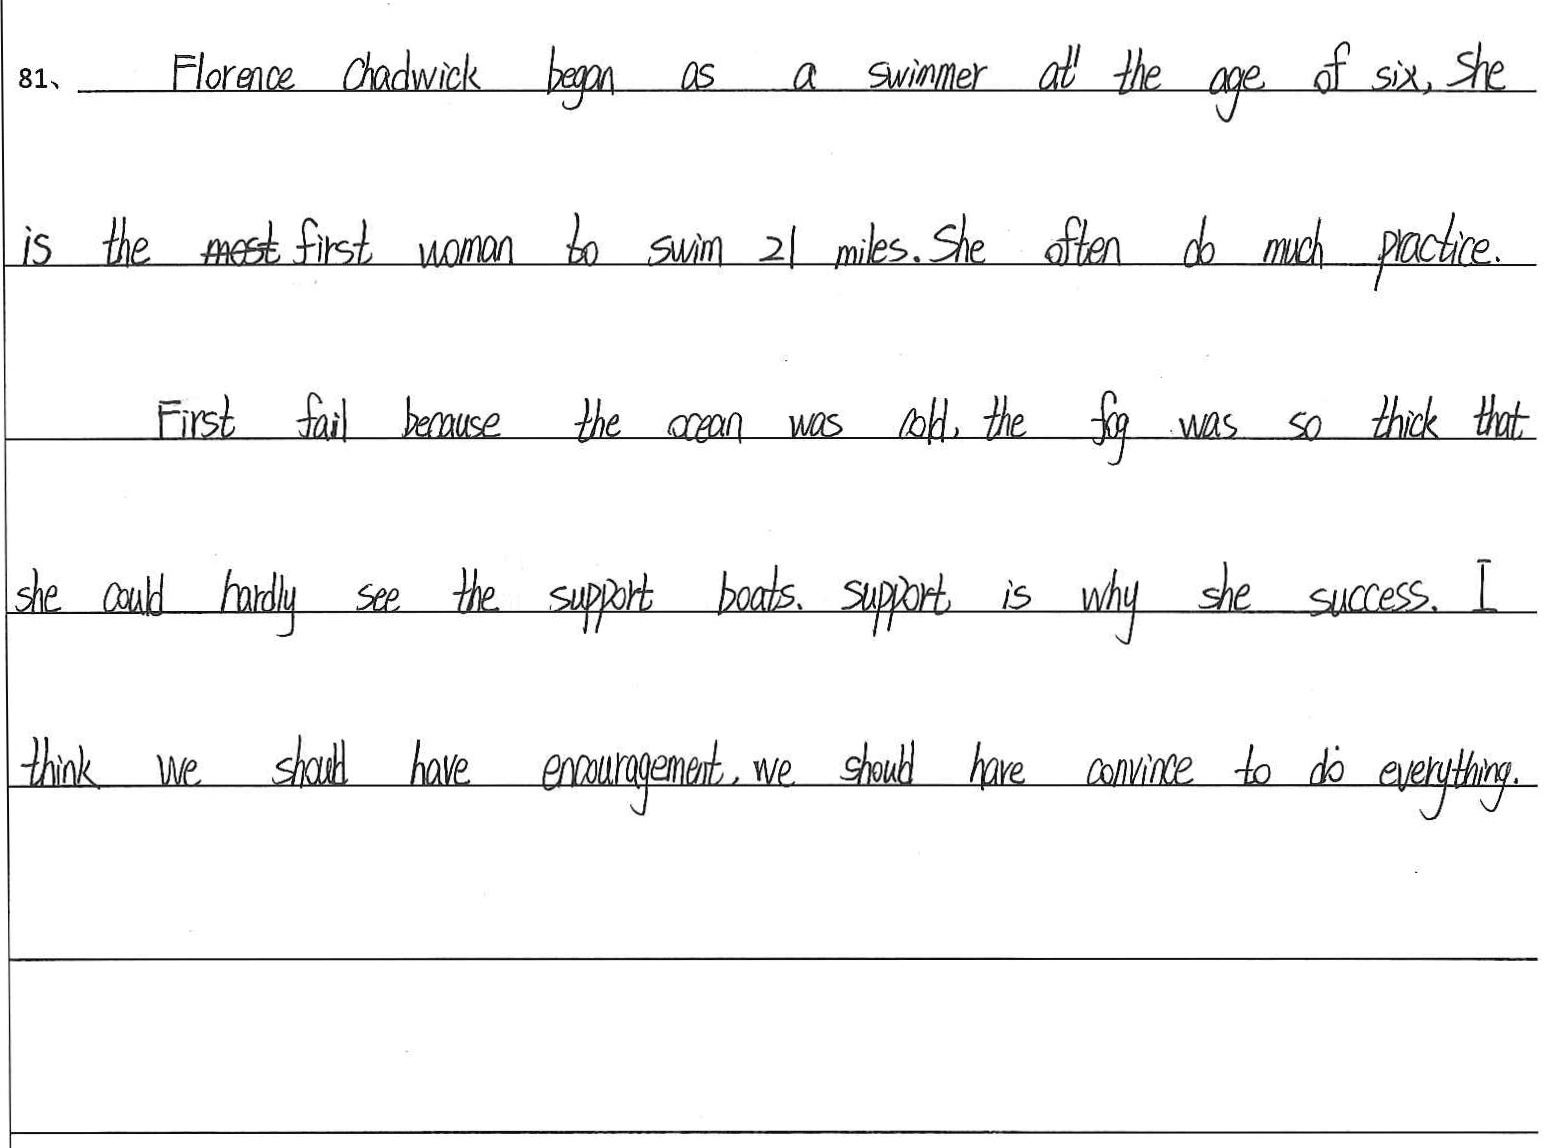 81、 Florence Chadwick began as a swimmer at the age of six, She
is the most first woman to swim 21 miles. She often do much practice.
First fail because the ocean was cold, the fog was so thick that
she could hardly see the support boats. support is why she success. I
think we should have encouragement, we should have convince to do everything.